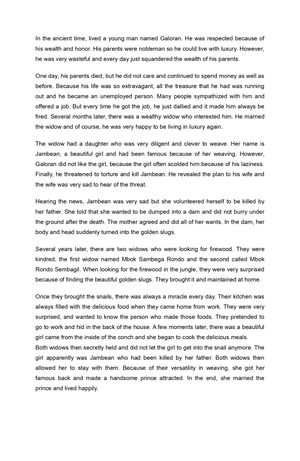 In the ancient time, lived a young man named Galoran. He was respected because of
his wealth and honor. His parents were nobleman so he could live with luxury. However,
he was very wasteful and every day just squandered the wealth of his parents.
One day, his parents died, but he did not care and continued to spend money as well as
before. Because his life was so extravagant, all the treasure that he had was running
out and he became an unemployed person. Many people sympathized with him and
offered a job. But every time he got the job, he just dallied and it made him always be
fired. Several months later, there was a wealthy widow who interested him. He married
the widow and of course, he was very happy to be living in luxury again.
The widow had a daughter who was very diligent and clever to weave. Her name is
Jambean, a beautiful girl and had been famous because of her weaving. However,
Galoran did not like the girl, because the girl often scolded him because of his laziness.
Finally, he threatened to torture and kill Jambean. He revealed the plan to his wife and
the wife was very sad to hear of the threat.
Hearing the news, Jambean was very sad but she volunteered herself to be killed by
her father. She told that she wanted to be dumped into a dam and did not burry under
the ground after the death. The mother agreed and did all of her wants. In the dam, her
body and head suddenly turned into the golden slugs.
Several years later, there are two widows who were looking for firewood. They were
kindred, the first widow named Mbok Sambega Rondo and the second called Mbok
Rondo Sembagil. When looking for the firewood in the jungle, they were very surprised
because of finding the beautiful golden slugs. They brought it and maintained at home.
Once they brought the snails, there was always a miracle every day. Their kitchen was
always filled with the delicious food when they came home from work. They were very
surprised, and wanted to know the person who made those foods. They pretended to
go to work and hid in the back of the house. A few moments later, there was a beautiful
girl came from the inside of the conch and she began to cook the delicious meals.
Both widows then secretly held and did not let the girl to get into the snail anymore. The
girl apparently was Jambean who had been killed by her father. Both widows then
allowed her to stay with them. Because of their versatility in weaving, she got her
famous back and made a handsome prince attracted. In the end, she married the
prince and lived happily.